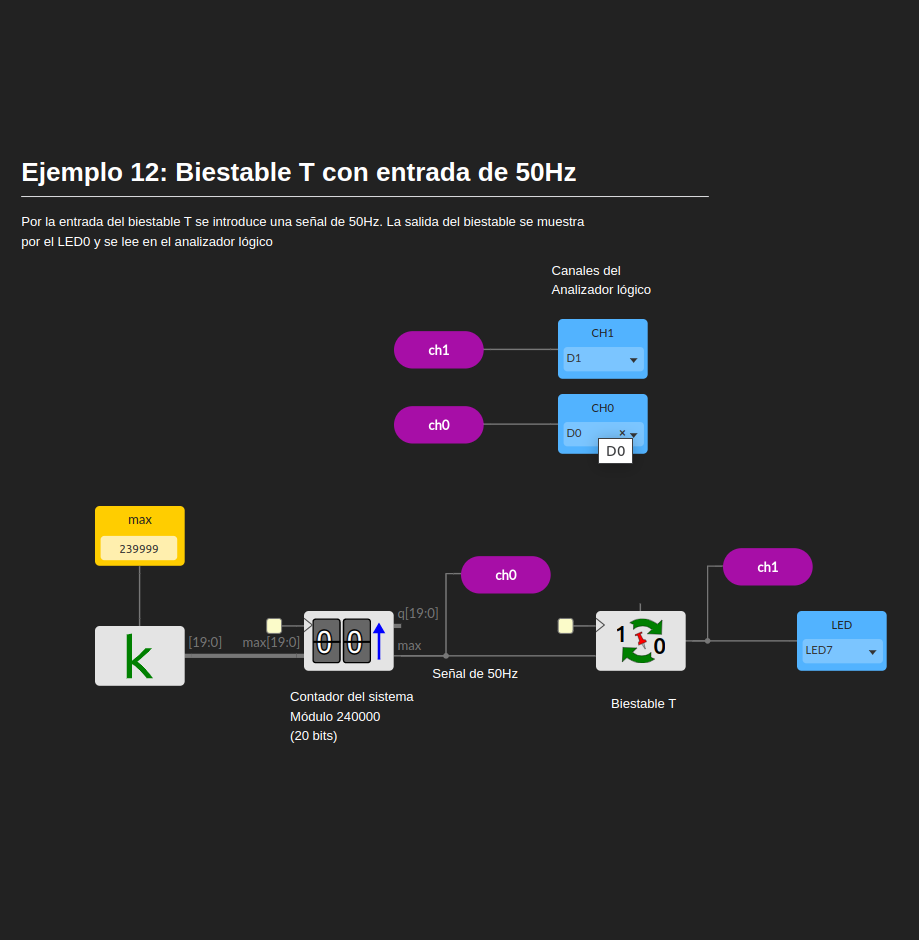 Ejemplo 12: Biestable T con entrada de 50Hz
Por la entrada del biestable T se introduce una señal de 50Hz. La salida del biestable se muestra
por el LED0 y se lee en el analizador lógico
Canales del
Analizador lógico
ch1
CH1
D1
ch0
CH0
D0 ×
D0
max
239999
k
[19:0]
max[19:0]
0 0
q[19:0]
max
ch0
Señal de 50Hz
Contador del sistema
Módulo 240000
(20 bits)
1 0
Biestable T
ch1
LED
LED7